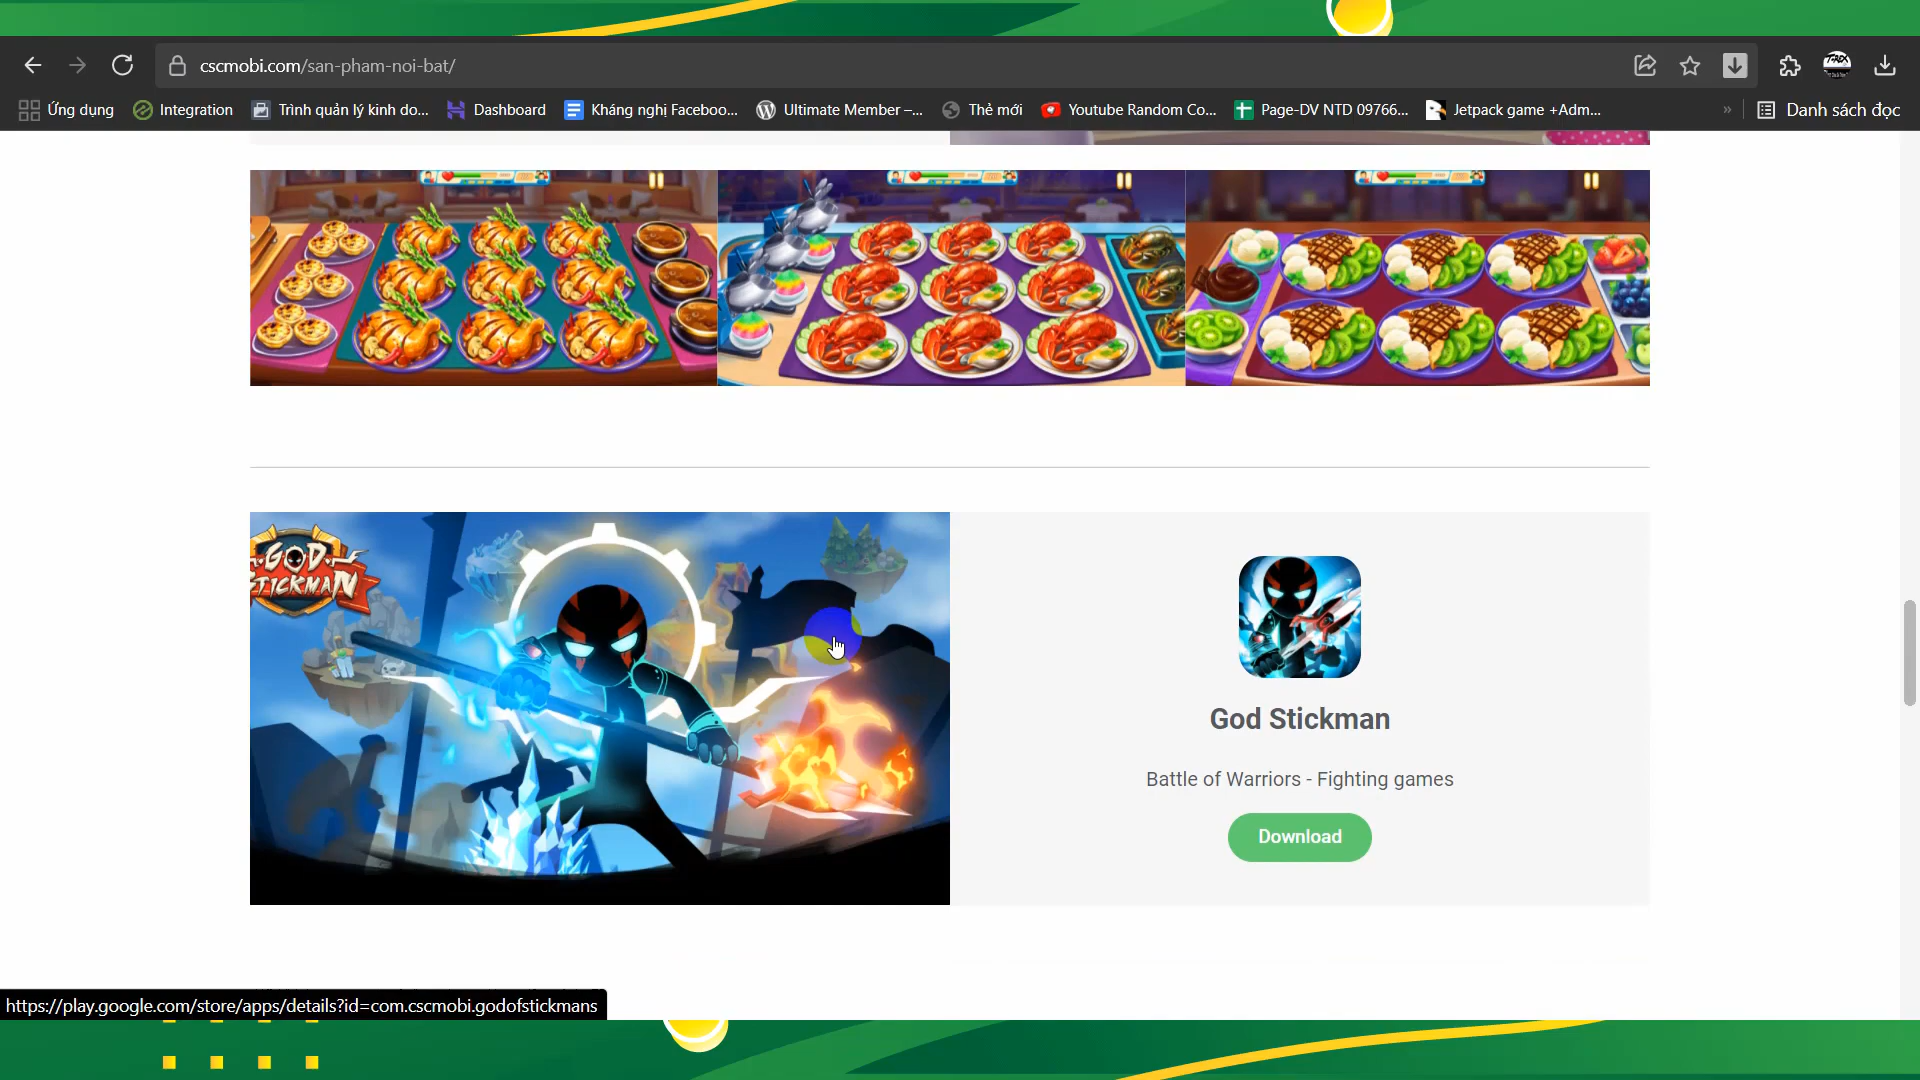 cscmobi.com/san-pham-noi-bat/
Ứng dụng Integration Trình quản lý kinh do... Dashboard Kháng nghị Faceboo... Ultimate Member –... Thẻ mới Youtube Random Co... Page-DV NTD 09766... Jetpack game +Adm... » Danh sách đọc
GOD
STICKMAN
God Stickman
Battle of Warriors - Fighting games
Download
https://play.google.com/store/apps/details?id=com.cscmobi.godofstickmans